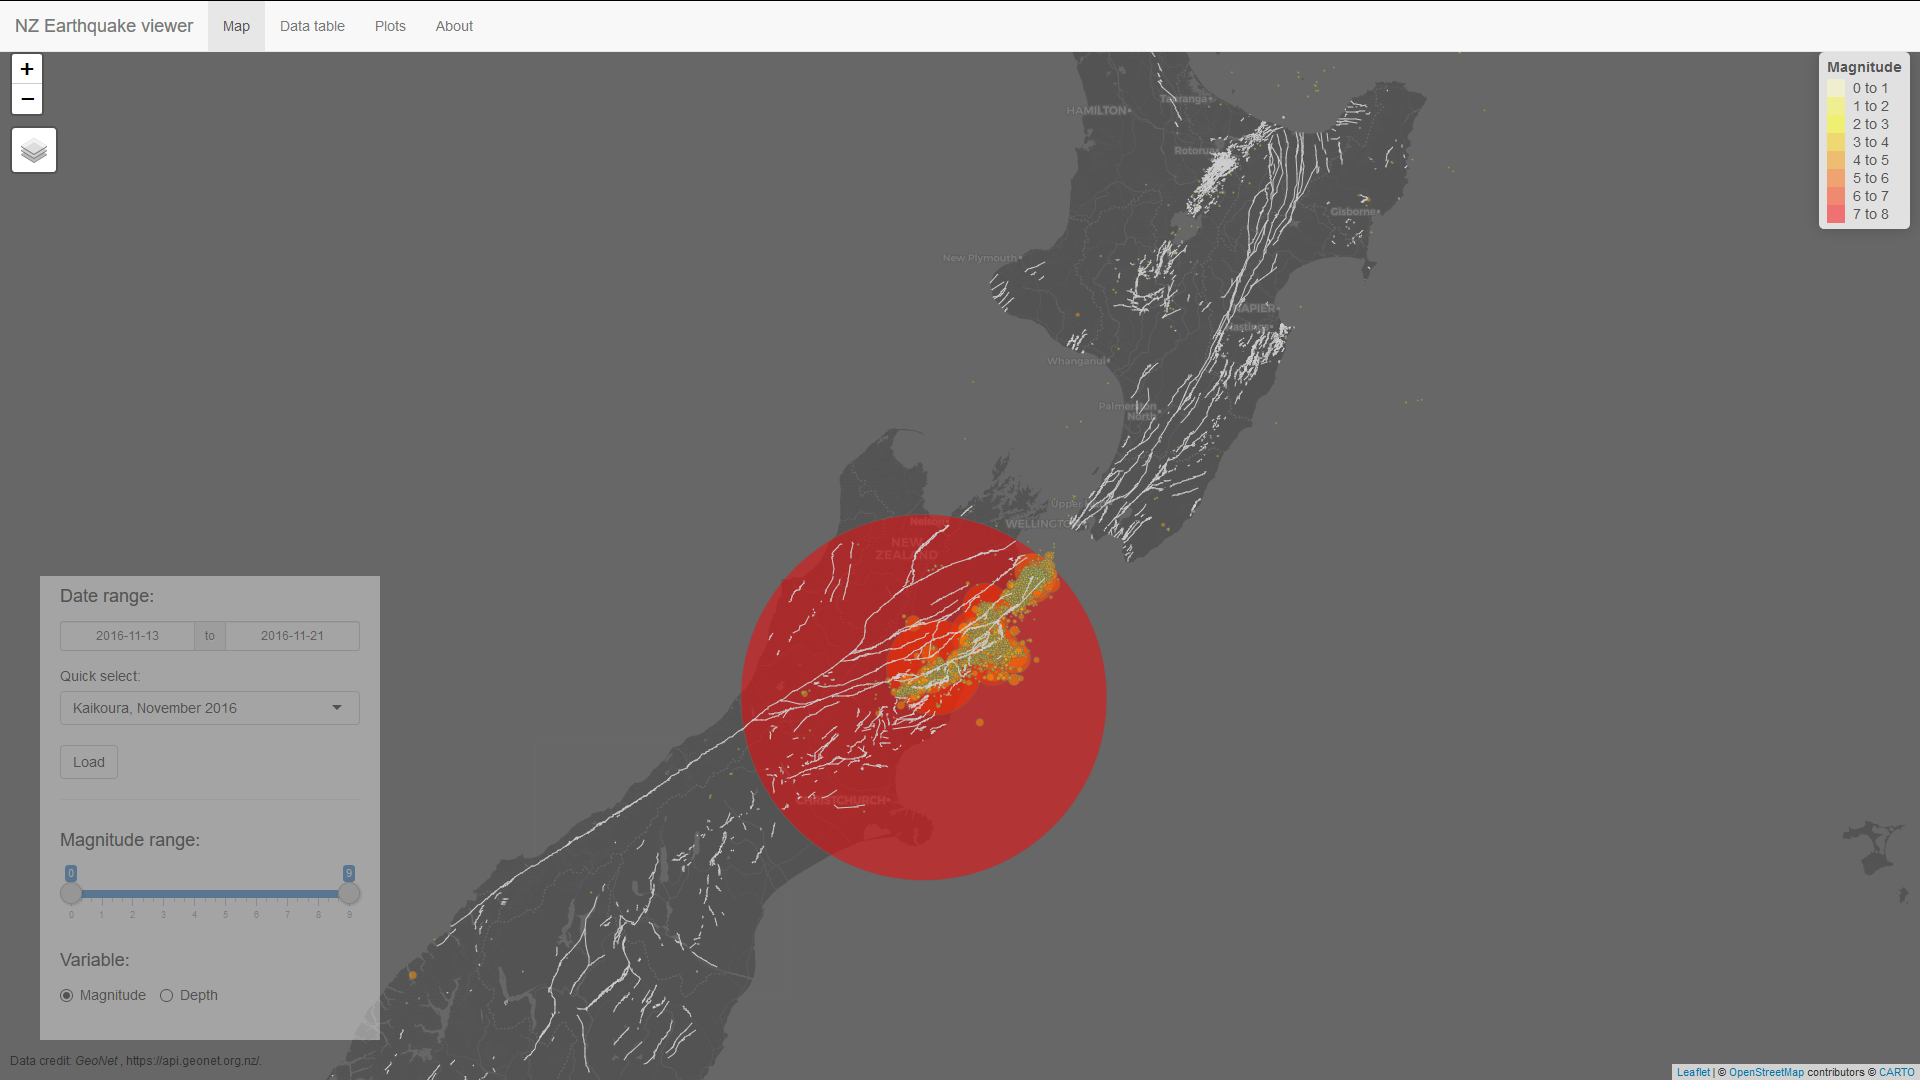 NZ Earthquake viewer
Map
Data table
Plots
About
+
−
Magnitude
0 to 1
1 to 2
2 to 3
3 to 4
4 to 5
5 to 6
6 to 7
7 to 8
HAMILTON
Tauranga
Rotorua
Gisborne
New Plymouth
NAPIER
Hastings
Whanganui
Palmerston
North
Upper
WELLINGTON
Nelson
NEW
ZEALAND
CHRISTCHURCH
Date range:
2016-11-13 to 2016-11-21
Quick select:
Kaikoura, November 2016
Load
Magnitude range:
0 9
0 1 2 3 4 5 6 7 8 9
Variable:
Magnitude Depth
Data credit: GeoNet , https://api.geonet.org.nz/.
Leaflet | © OpenStreetMap contributors © CARTO